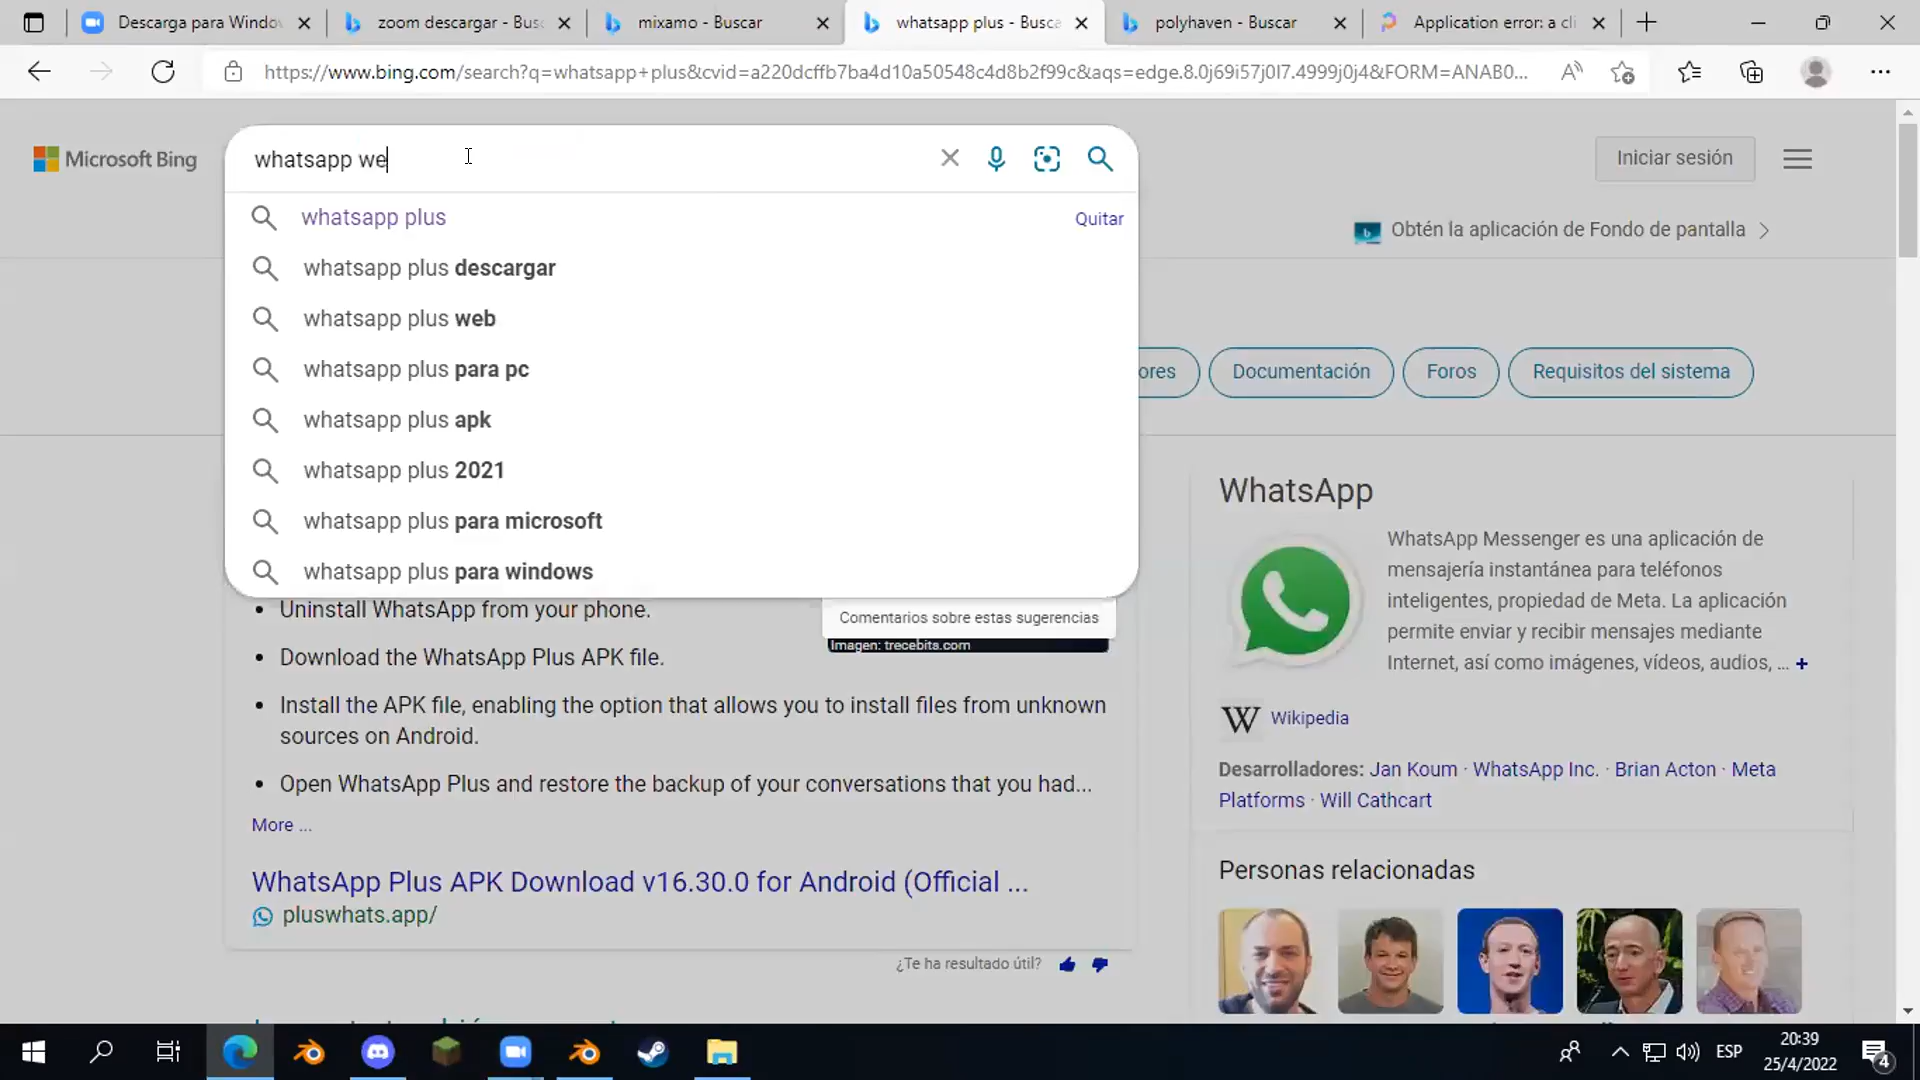 Descarga para Windo
zoom descargar - Bus
mixamo - Buscar
whatsapp plus - Busca
polyhaven - Buscar
Application error: a cli
https://www.bing.com/search?q=whatsapp+plus&cvid=a220dcffb7ba4d10a50548c4d8b2f99c&aqs=edge.8.0j69i57j0l7.4999j0j4&FORM=ANAB0...
Microsoft Bing
whatsapp we
Iniciar sesión
whatsapp plus
Quitar
Obtén la aplicación de Fondo de pantalla
whatsapp plus descargar
whatsapp plus web
whatsapp plus para pc
ores
Documentación
Foros
Requisitos del sistema
whatsapp plus apk
whatsapp plus 2021
whatsapp plus para microsoft
whatsapp plus para windows
Comentarios sobre estas sugerencias
Imagen: trecebits.com
• Uninstall WhatsApp from your phone.
• Download the WhatsApp Plus APK file.
• Install the APK file, enabling the option that allows you to install files from unknown
sources on Android.
• Open WhatsApp Plus and restore the backup of your conversations that you had...
More ...
WhatsApp Plus APK Download v16.30.0 for Android (Official ...
pluswhats.app/
¿Te ha resultado útil?
WhatsApp
WhatsApp Messenger es una aplicación de
mensajería instantánea para teléfonos
inteligentes, propiedad de Meta. La aplicación
permite enviar y recibir mensajes mediante
Internet, así como imágenes, vídeos, audios, ... +
W Wikipedia
Desarrolladores: Jan Koum · WhatsApp Inc. · Brian Acton · Meta
Platforms · Will Cathcart
Personas relacionadas
ESP
20:39
25/4/2022
4